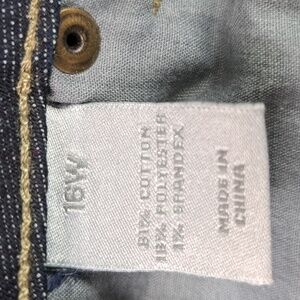 16W
81% COTTON
18% POLYESTER
1% SPANDEX
MADE IN
CHINA